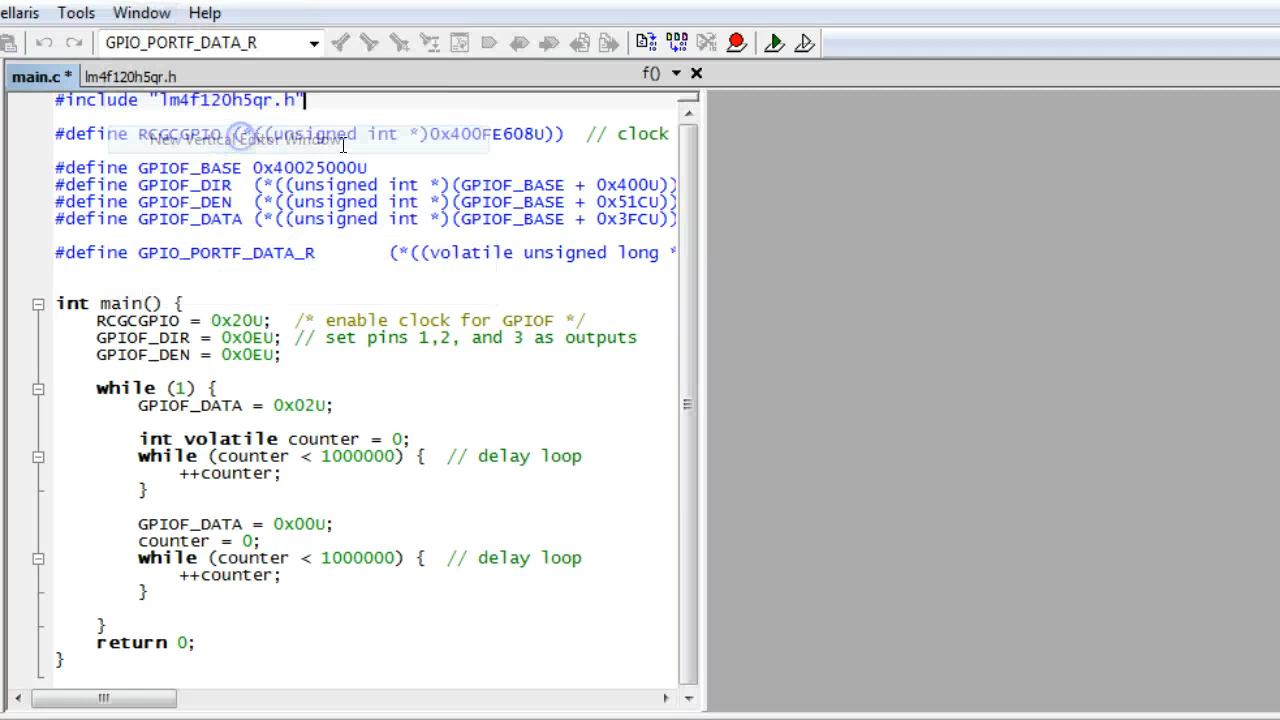 ellaris Tools Window Help
GPIO_PORTF_DATA_R
main.c * lm4f120h5qr.h f()
#include "lm4f120h5qr.h"
#define RCGCGPIO (*((unsigned int *)0x400FE608U)) // clock
New Vertical Editor Window
#define GPIOF_BASE 0x40025000U
#define GPIOF_DIR (*((unsigned int *)(GPIOF_BASE + 0x400U))
#define GPIOF_DEN (*((unsigned int *)(GPIOF_BASE + 0x51CU))
#define GPIOF_DATA (*((unsigned int *)(GPIOF_BASE + 0x3FCU))
#define GPIO_PORTF_DATA_R (*((volatile unsigned long *
int main() {
RCGCGPIO = 0x20U; /* enable clock for GPIOF */
GPIOF_DIR = 0x0EU; // set pins 1,2, and 3 as outputs
GPIOF_DEN = 0x0EU;
while (1) {
GPIOF_DATA = 0x02U;
int volatile counter = 0;
while (counter < 1000000) { // delay loop
++counter;
}
GPIOF_DATA = 0x00U;
counter = 0;
while (counter < 1000000) { // delay loop
++counter;
}
}
return 0;
}